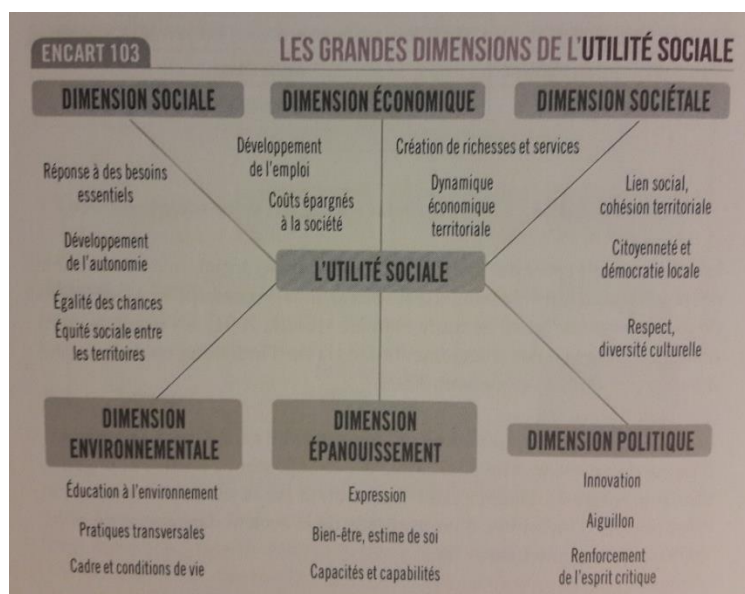 ENCART 103
LES GRANDES DIMENSIONS DE L'UTILITÉ SOCIALE
DIMENSION SOCIALE
Réponse à des besoins
essentiels
Développement
de l'autonomie
Égalité des chances
Équité sociale entre
les territoires
DIMENSION ÉCONOMIQUE
Développement
de l'emploi
Coûts épargnés
à la société
Création de richesses et services
Dynamique
économique
territoriale
DIMENSION SOCIÉTALE
Lien social,
cohésion territoriale
Citoyenneté et
démocratie locale
Respect,
diversité culturelle
L'UTILITÉ SOCIALE
DIMENSION
ENVIRONNEMENTALE
Éducation à l'environnement
Pratiques transversales
Cadre et conditions de vie
DIMENSION
ÉPANOUISSEMENT
Expression
Bien-être, estime de soi
Capacités et capabilités
DIMENSION POLITIQUE
Innovation
Aiguillon
Renforcement
de l'esprit critique